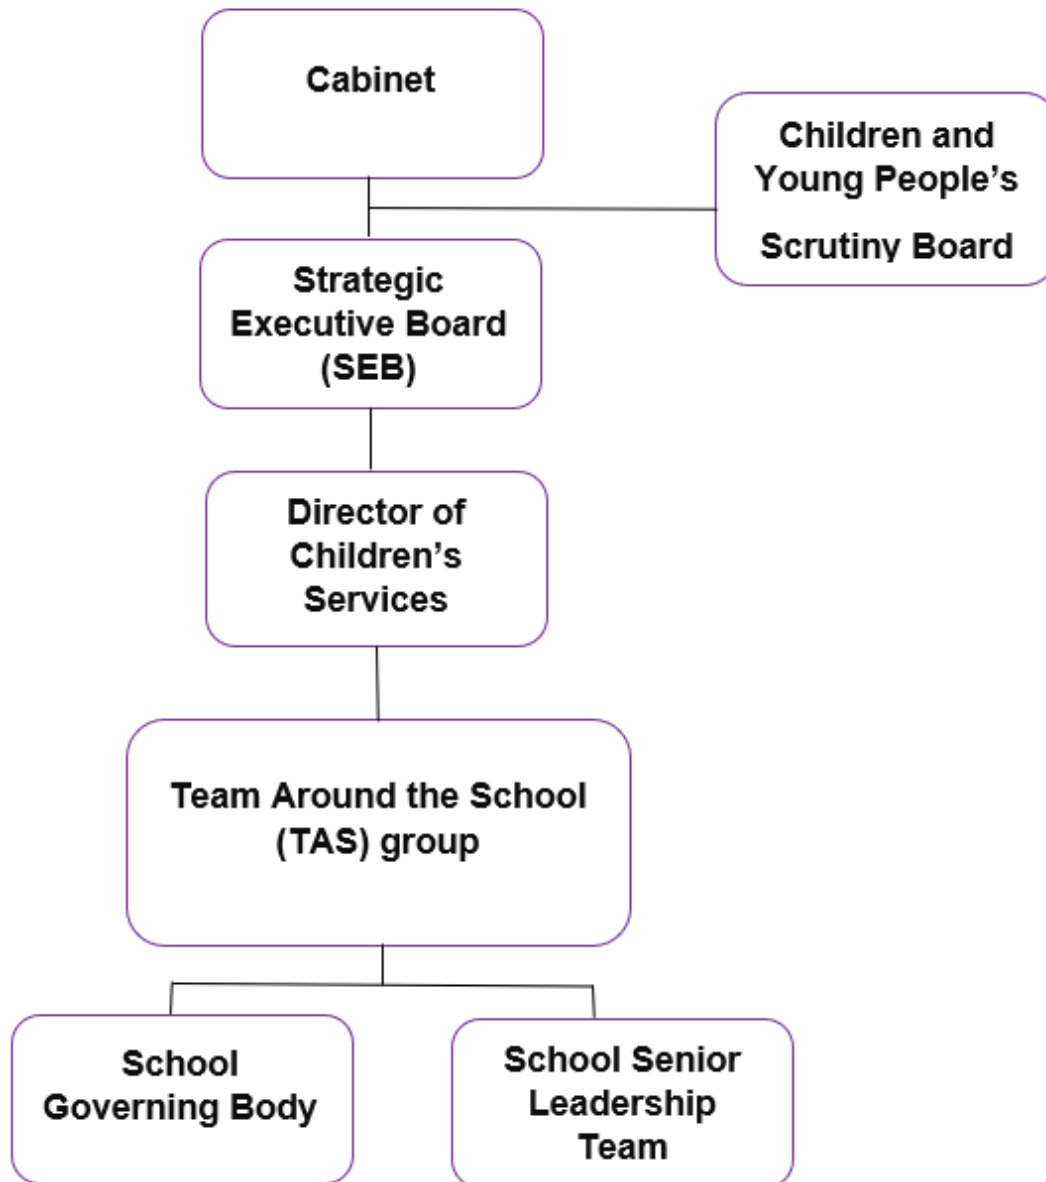 Cabinet
Children and
Young People's
Scrutiny Board
Strategic
Executive Board
(SEB)
Director of
Children's
Services
Team Around the School
(TAS) group
School
Governing Body
School Senior
Leadership
Team